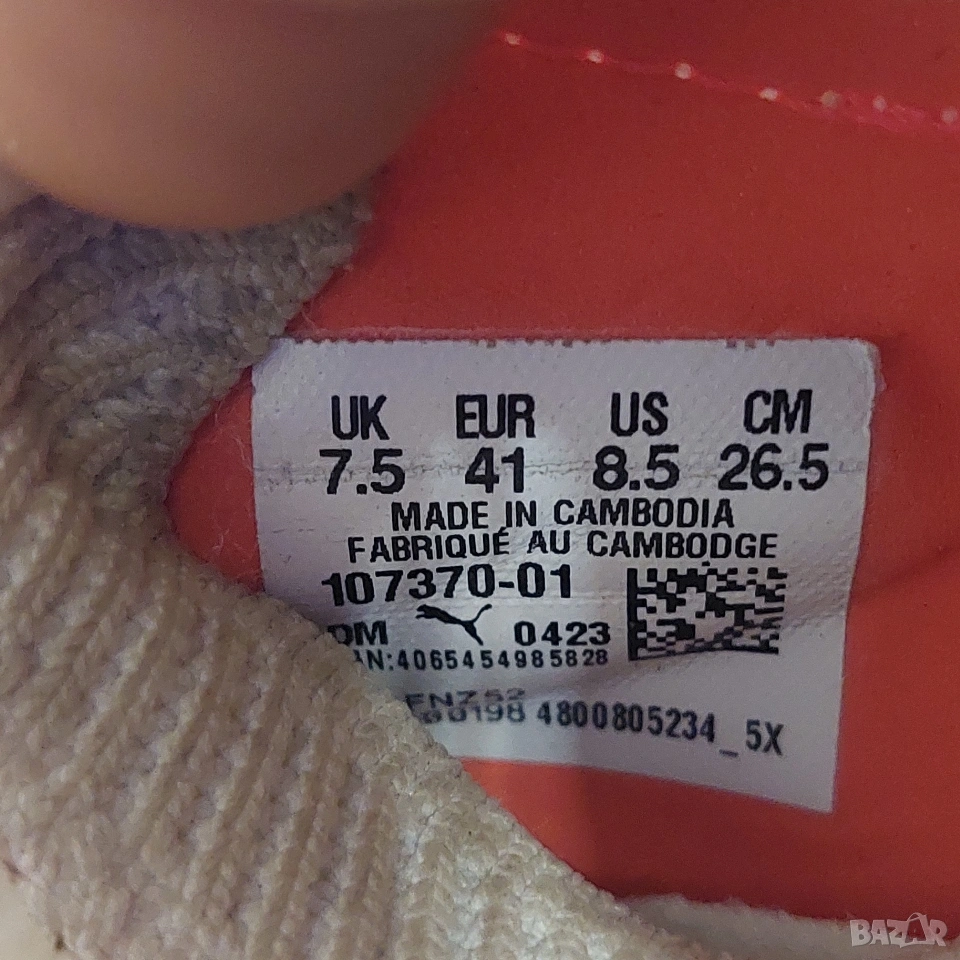 UK EUR US CM
7.5 41 8.5 26.5
MADE IN CAMBODIA
FABRIQUÉ AU CAMBODGE
107370-01
0423
4065454985828
4800805234_5X
BAZAR